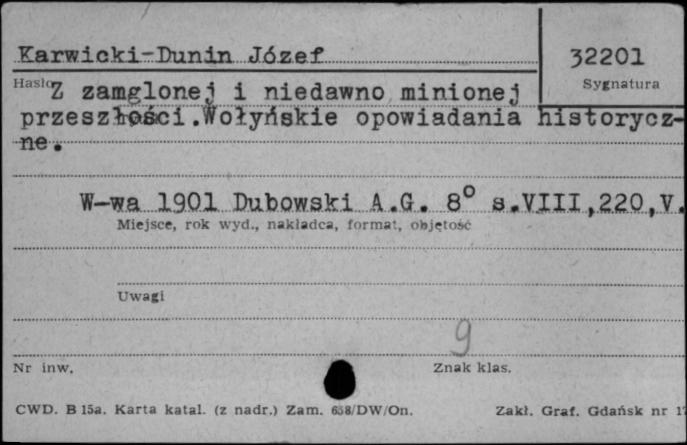 Karwicki-Dunin Józef
32201
Hasło
Sygnatura
Z zamglonej i niedawno minionej
przeszłości.Wołyńskie opowiadania historycz-
ne.
W-wa 1901 Dubowski A.G. 8° s.VIII,220,V.
Miejsce, rok wyd., nakładca, format, objętość
Uwagi
9
Nr inw.
Znak klas.
CWD. B 15a. Karta katal. (z nadr.) Zam. 658/DW/On.
Zakł. Graf. Gdańsk nr